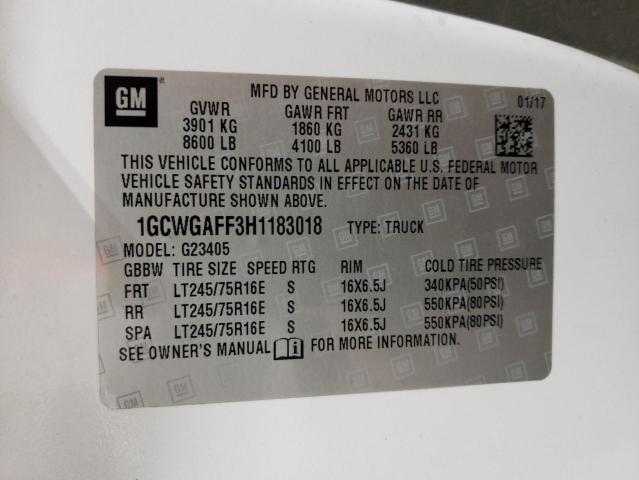 GM
MFD BY GENERAL MOTORS LLC 01/17
GVWR GAWR FRT GAWR RR
3901 KG 1860 KG 2431 KG
8600 LB 4100 LB 5360 LB
THIS VEHICLE CONFORMS TO ALL APPLICABLE U.S. FEDERAL MOTOR
VEHICLE SAFETY STANDARDS IN EFFECT ON THE DATE OF
MANUFACTURE SHOWN ABOVE.
1GCWGAFF3H1183018 TYPE: TRUCK
MODEL: G23405
GBBW TIRE SIZE SPEED RTG RIM COLD TIRE PRESSURE
FRT LT245/75R16E S 16X6.5J 340KPA(50PSI)
RR LT245/75R16E S 16X6.5J 550KPA(80PSI)
SPA LT245/75R16E S 16X6.5J 550KPA(80PSI)
SEE OWNER'S MANUAL i FOR MORE INFORMATION.